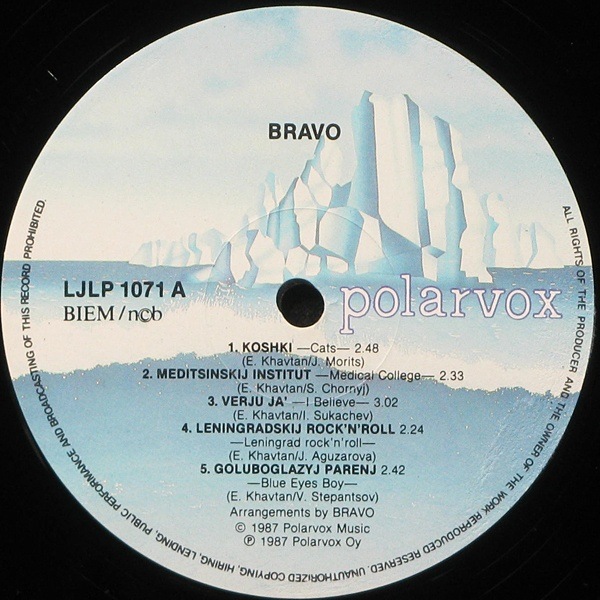 BRAVO
LJLP 1071 A
BIEM/n©b
polarvox
1. KOSHKI —Cats— 2.48
(E. Khavtan/J. Morits)
2. MEDITSINSKIJ INSTITUT —Medical College— 2.33
(E. Khavtan/S. Chornyj)
3. VERJU JA' —I Believe— 3.02
(E. Khavtan/I. Sukachev)
4. LENINGRADSKIJ ROCK'N'ROLL 2.24
—Leningrad rock'n'roll—
(E. Khavtan/J. Aguzarova)
5. GOLUBOGLAZYJ PARENJ 2.42
—Blue Eyes Boy—
(E. Khavtan/V. Stepantsov)
Arrangements by BRAVO
© 1987 Polarvox Music
℗ 1987 Polarvox Oy
ALL RIGHTS OF THE PRODUCER AND THE OWNER OF THE WORK REPRODUCED RESERVED. UNAUTHORIZED COPYING, HIRING, LENDING, PUBLIC PERFORMANCE AND BROADCASTING OF THIS RECORD PROHIBITED.